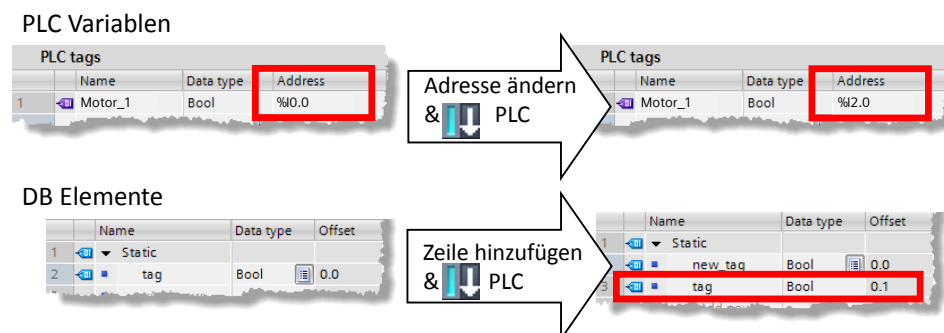 PLC Variablen
PLC tags
Name Data type Address
1 Motor_1 Bool %I0.0
Adresse ändern
& PLC
PLC tags
Name Data type Address
1 Motor_1 Bool %I2.0
DB Elemente
Name Data type Offset
1 Static
2 tag Bool 0.0
Zeile hinzufügen
& PLC
Name Data type Offset
1 Static
new_tag Bool 0.0
3 tag Bool 0.1